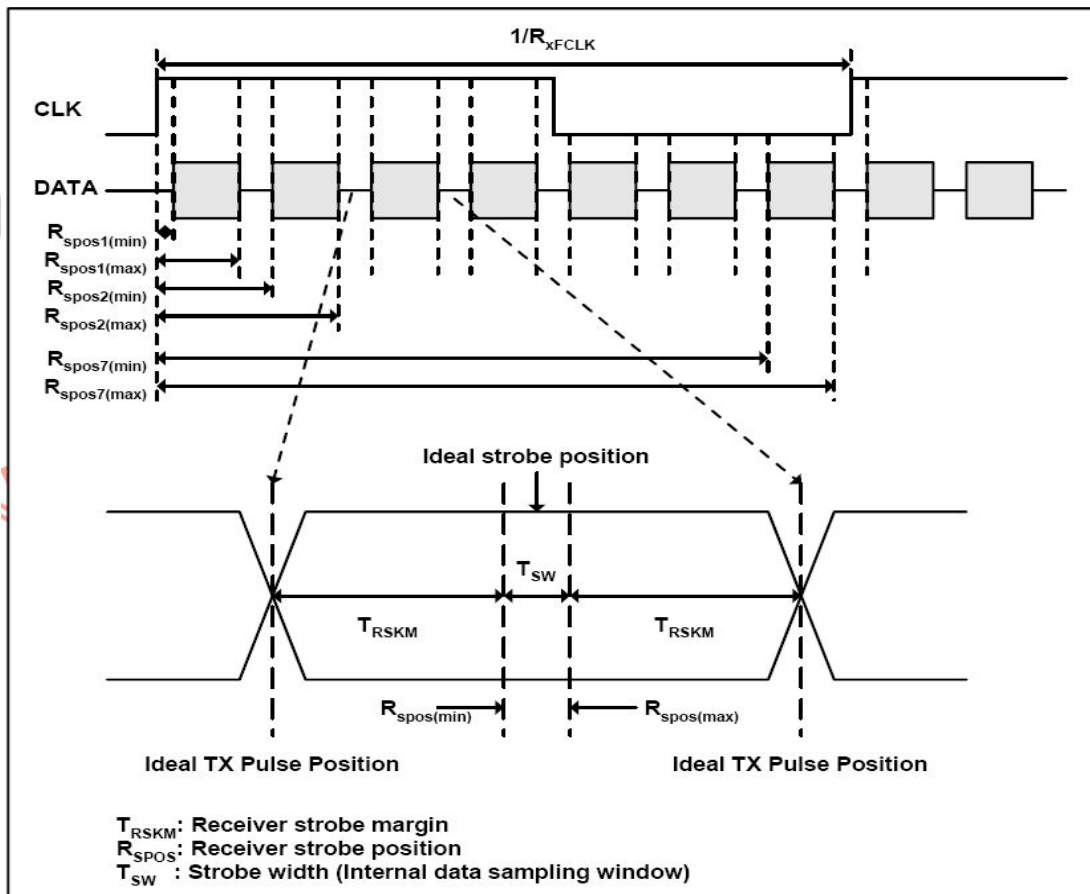 1/RxFCLK
CLK
DATA
Rspos1(min)
Rspos1(max)
Rspos2(min)
Rspos2(max)
Rspos7(min)
Rspos7(max)
Ideal strobe position
TSW
TRSKM TRSKM
Rspos(min) Rspos(max)
Ideal TX Pulse Position Ideal TX Pulse Position
TRSKM: Receiver strobe margin
RSPOS: Receiver strobe position
TSW : Strobe width (Internal data sampling window)